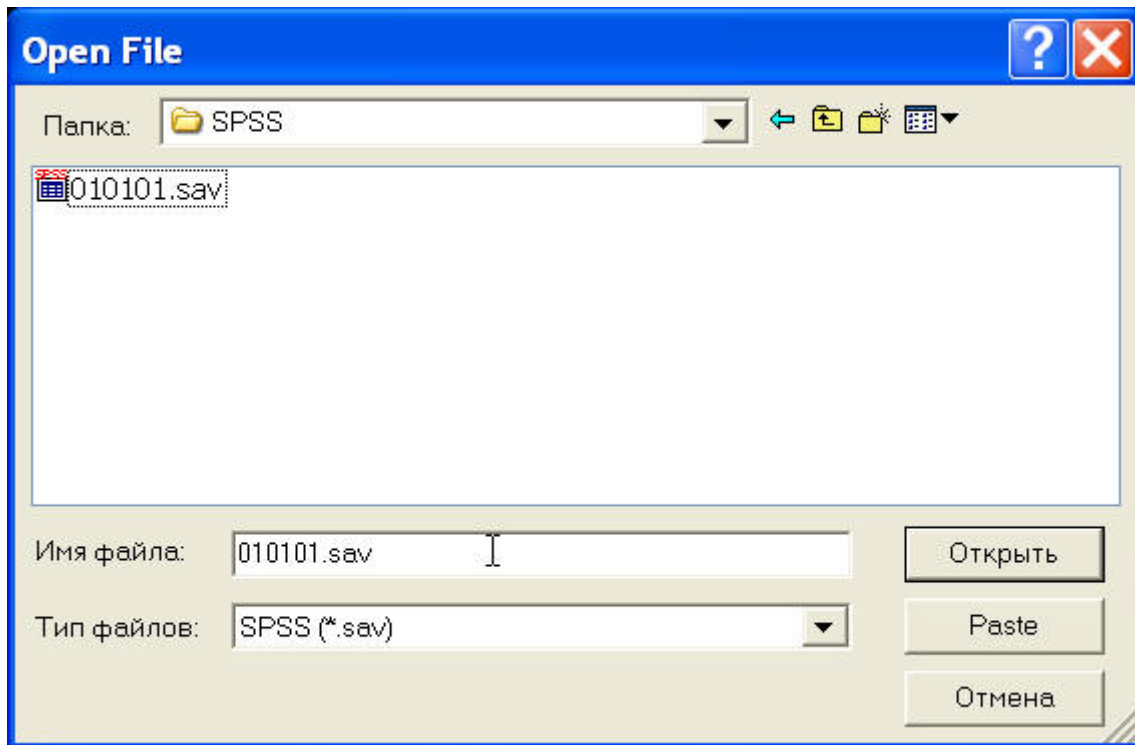 Open File
Папка: SPSS
010101.sav
Имя файла: 010101.sav Открыть
Тип файлов: SPSS (*.sav) Paste
Отмена